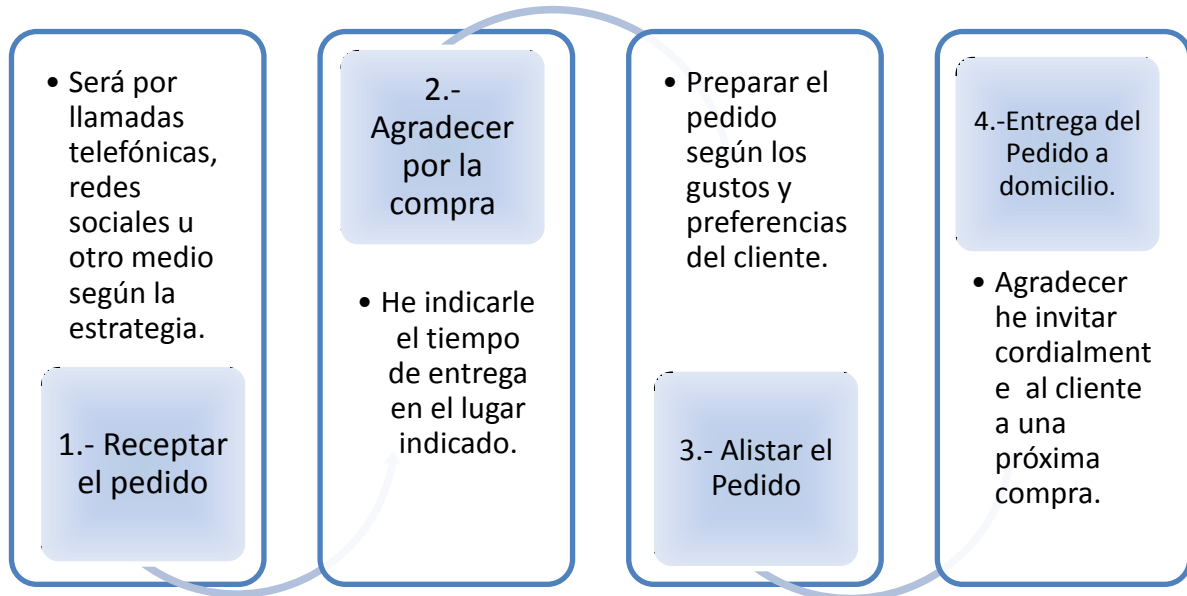 • Será por
llamadas
telefónicas,
redes
sociales u
otro medio
según la
estrategia.
1.- Receptar
el pedido
2.-
Agradecer
por la
compra
• He indicarle
el tiempo
de entrega
en el lugar
indicado.
• Preparar el
pedido
según los
gustos y
preferencias
del cliente.
3.- Alistar el
Pedido
4.-Entrega del
Pedido a
domicilio.
• Agradecer
he invitar
cordialment
e al cliente
a una
próxima
compra.